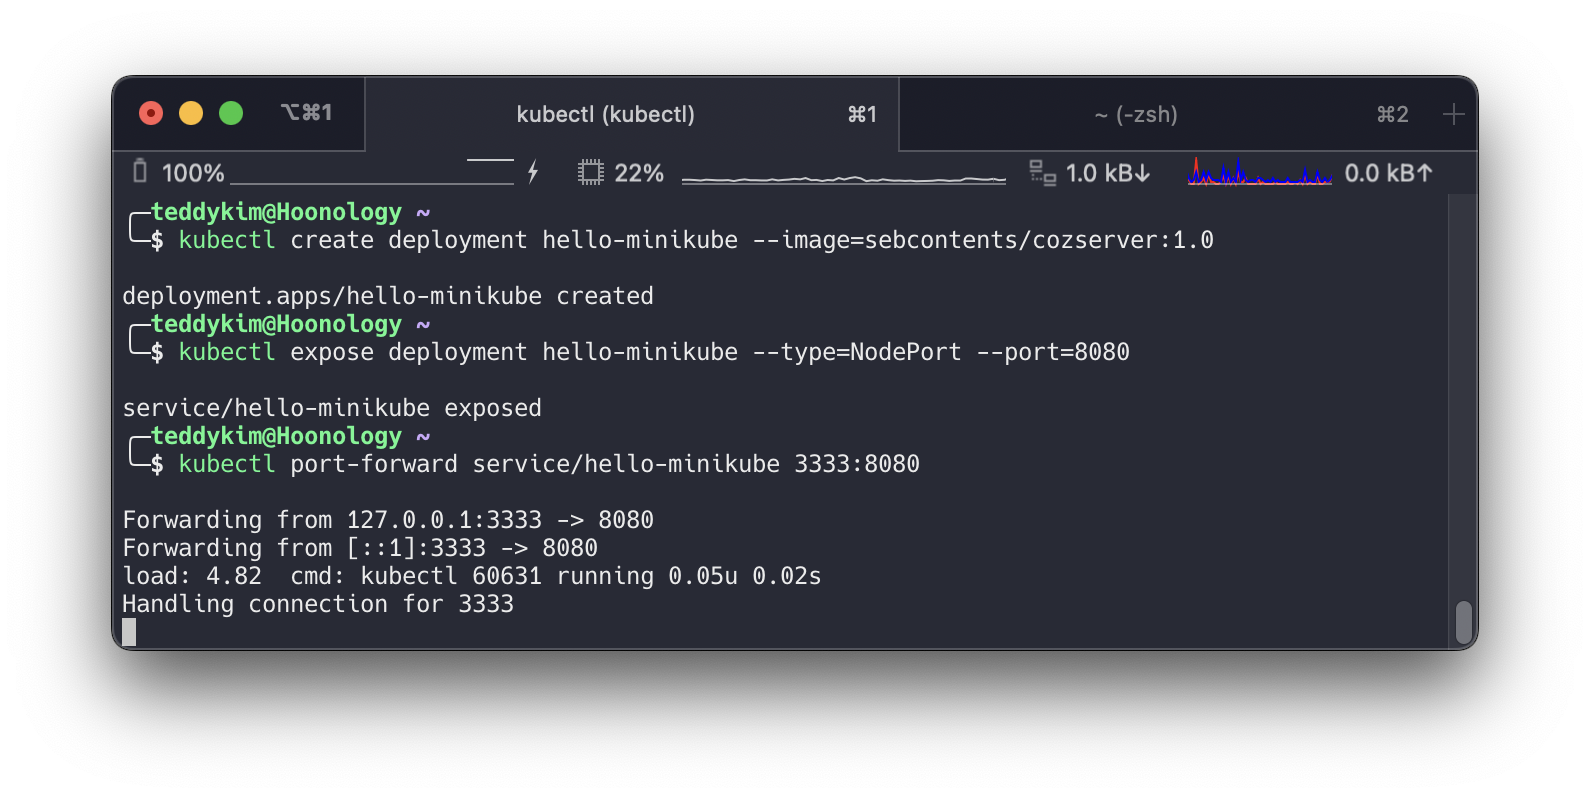 ⌥⌘1
kubectl (kubectl) ⌘1
~ (-zsh) ⌘2 +
100% 22% 1.0 kB↓ 0.0 kB↑
teddykim@Hoonology ~
$ kubectl create deployment hello-minikube --image=sebcontents/cozserver:1.0
deployment.apps/hello-minikube created
teddykim@Hoonology ~
$ kubectl expose deployment hello-minikube --type=NodePort --port=8080
service/hello-minikube exposed
teddykim@Hoonology ~
$ kubectl port-forward service/hello-minikube 3333:8080
Forwarding from 127.0.0.1:3333 -> 8080
Forwarding from [::1]:3333 -> 8080
load: 4.82  cmd: kubectl 60631 running 0.05u 0.02s
Handling connection for 3333